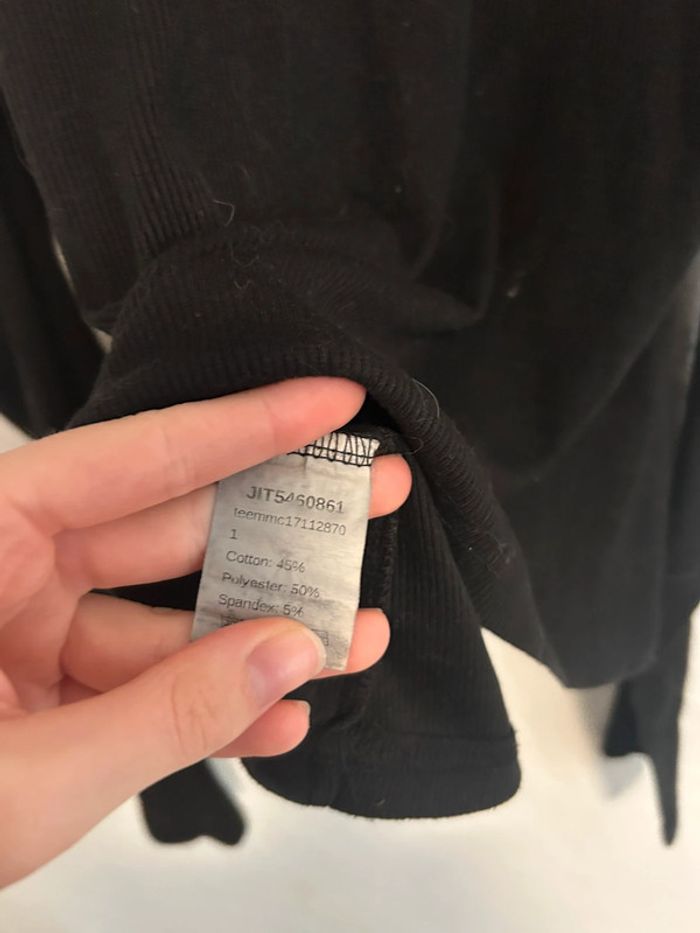 JIT5460861
teemmc17112870
1
Cotton: 45%
Polyester: 50%
Spandex: 5%